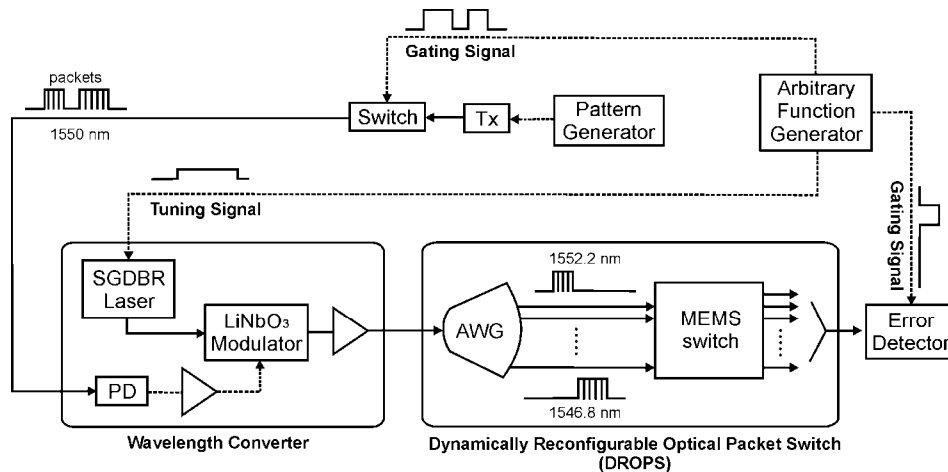 Gating Signal
packets
1550 nm
Switch
Tx
Pattern
Generator
Arbitrary
Function
Generator
Tuning Signal
Gating Signal
SGDBR
Laser
LiNbO₃
Modulator
PD
Wavelength Converter
1552.2 nm
AWG
MEMS
switch
1546.8 nm
Error
Detector
Dynamically Reconfigurable Optical Packet Switch
(DROPS)